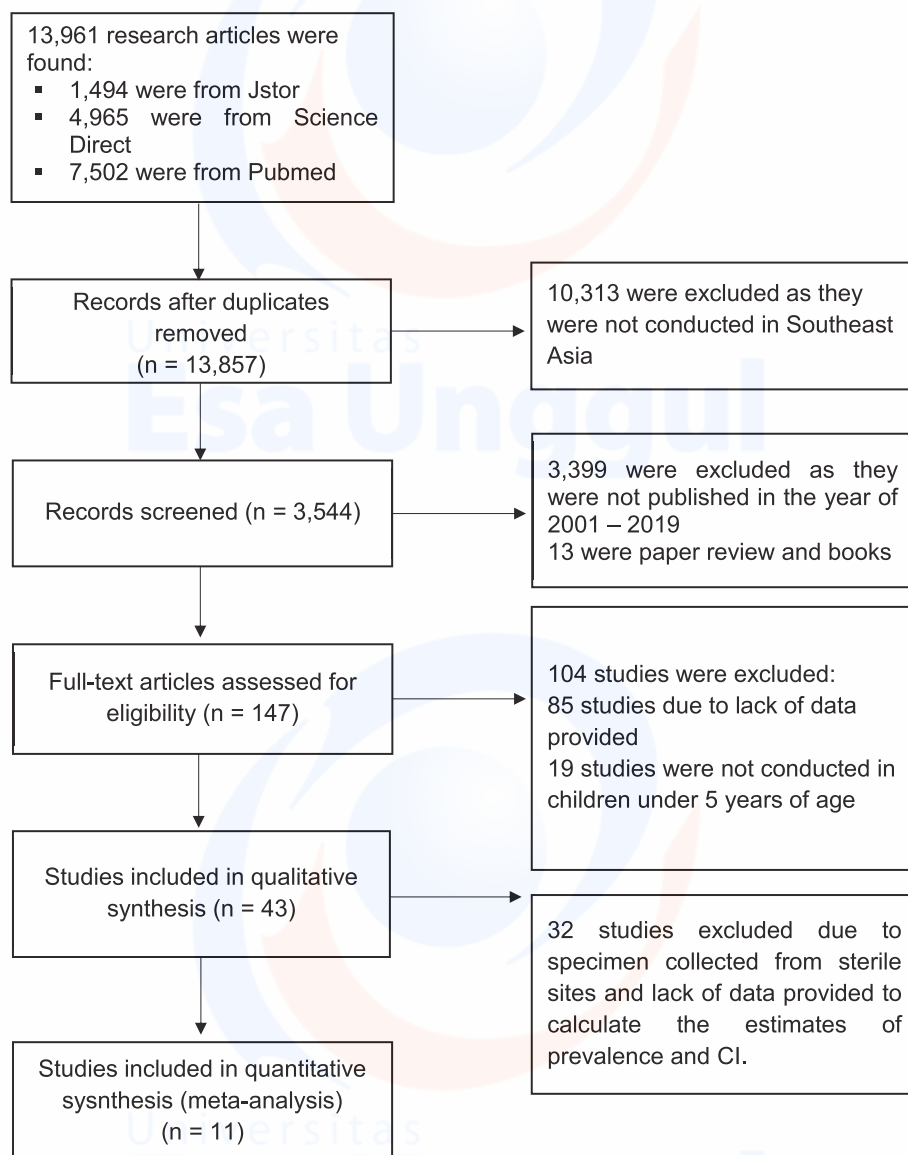 13,961 research articles were
found:
▪ 1,494 were from Jstor
▪ 4,965 were from Science
Direct
▪ 7,502 were from Pubmed
Records after duplicates
removed
(n = 13,857)
10,313 were excluded as they
were not conducted in Southeast
Asia
Universitas
Esa Unggul
Records screened (n = 3,544)
3,399 were excluded as they
were not published in the year of
2001 – 2019
13 were paper review and books
Full-text articles assessed for
eligibility (n = 147)
104 studies were excluded:
85 studies due to lack of data
provided
19 studies were not conducted in
children under 5 years of age
Studies included in qualitative
synthesis (n = 43)
32 studies excluded due to
specimen collected from sterile
sites and lack of data provided to
calculate the estimates of
prevalence and CI.
Studies included in quantitative
sysnthesis (meta-analysis)
(n = 11)
Universitas